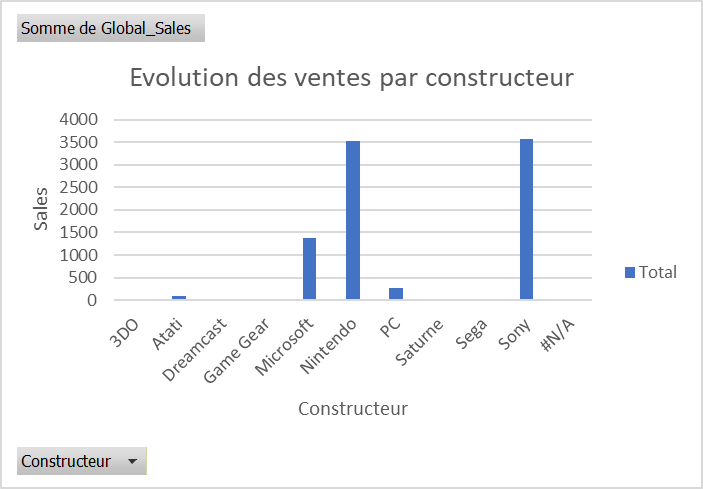 Somme de Global_Sales
Evolution des ventes par constructeur
4000
3500
3000
2500
2000
1500
1000
500
0
Sales
3DO
Atati
Dreamcast
Game Gear
Microsoft
Nintendo
PC
Saturne
Sega
Sony
#N/A
Constructeur
Total
Constructeur